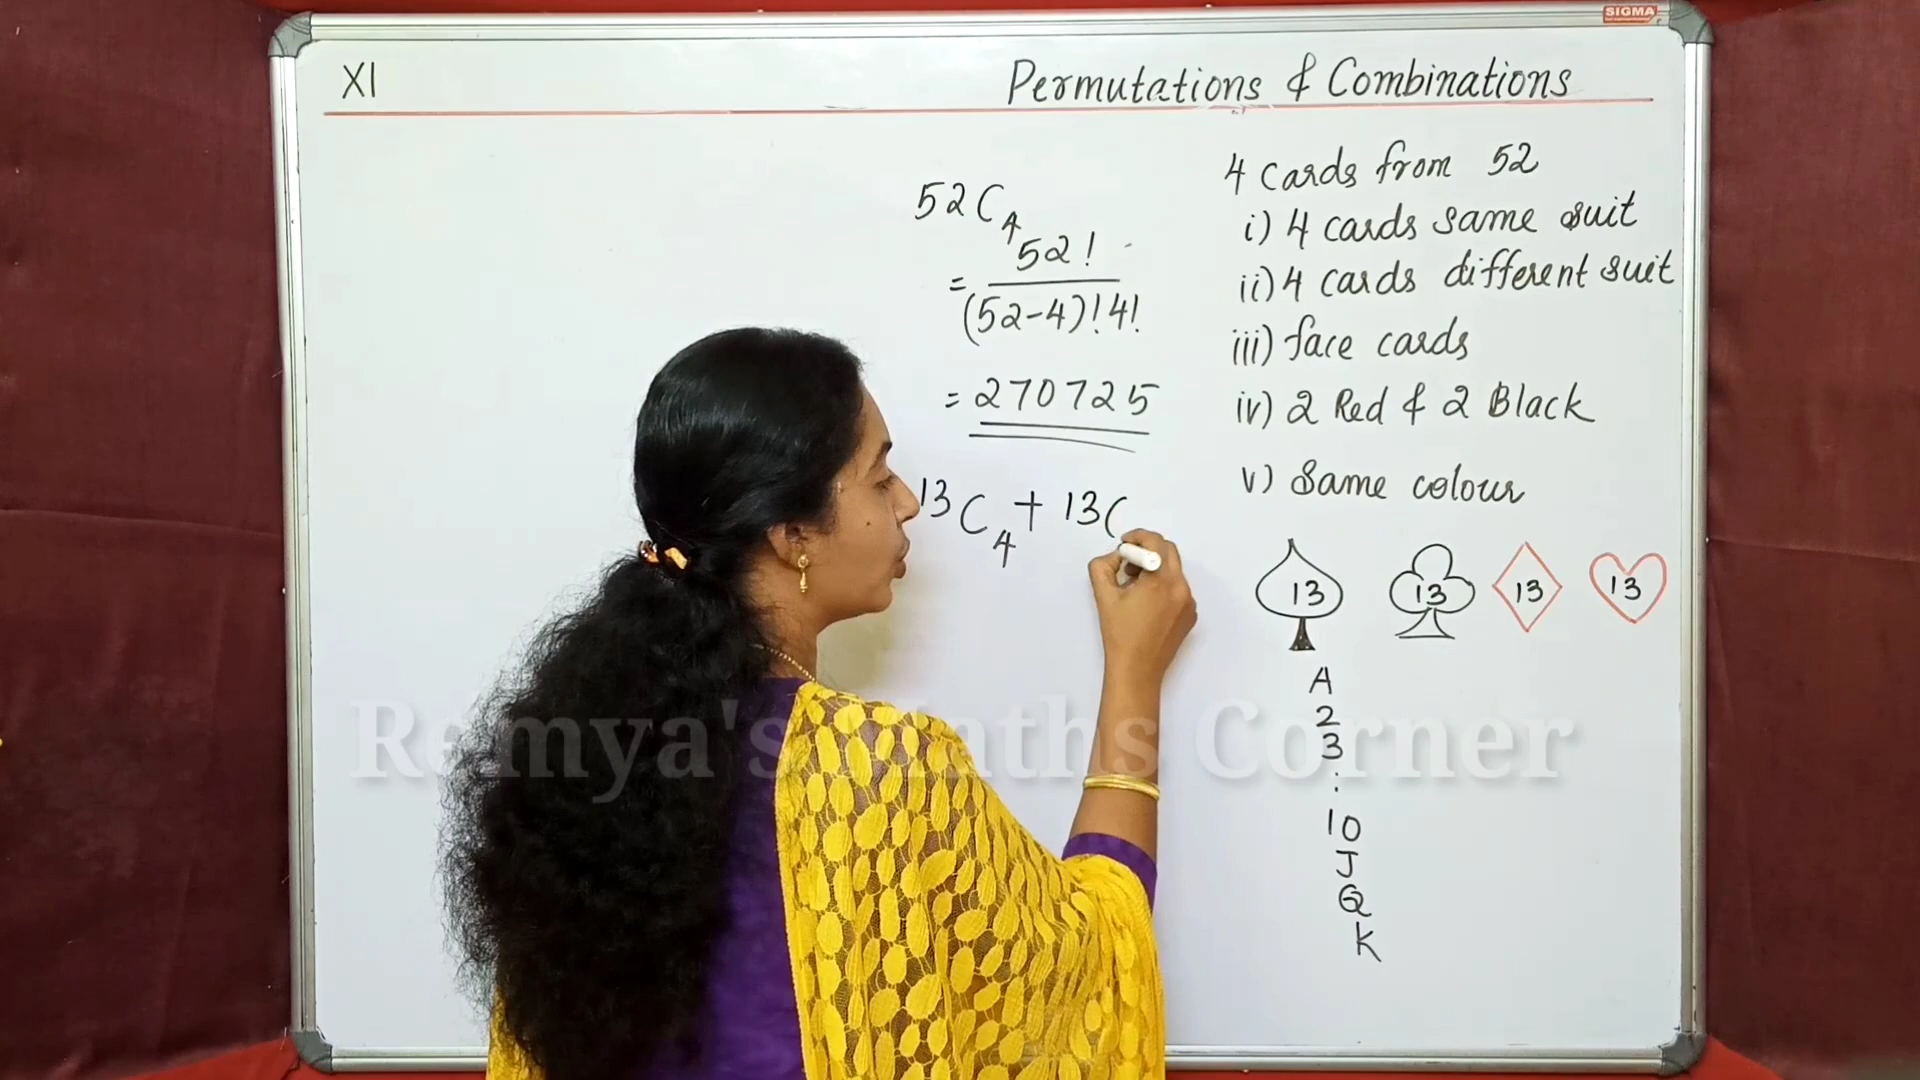 SIGMA
XI
Permutations & Combinations
52C4
= 52!
(52-4)!4!
= 270725
13C4 + 13C
4 cards from 52
i) 4 cards same suit
ii) 4 cards different suit
iii) face cards
iv) 2 Red & 2 Black
v) Same colour
13 13 13 13
A
2
3
.
.
10
J
Q
K
Remya's Maths Corner